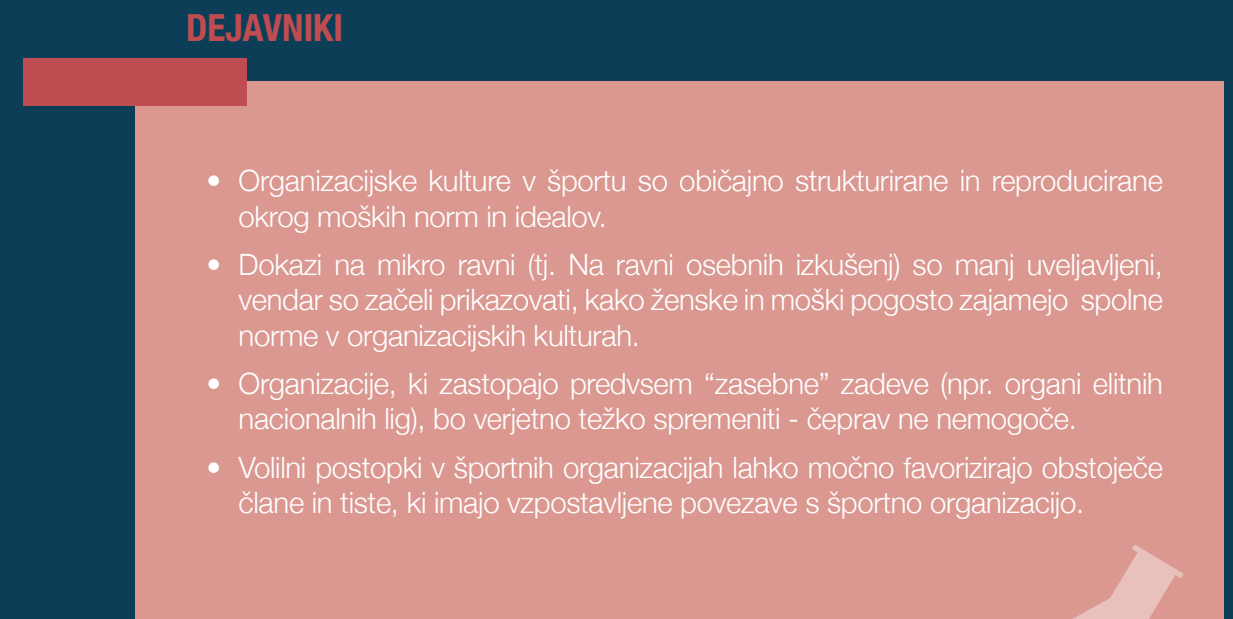 DEJAVNIKI
• Organizacijske kulture v športu so običajno strukturirane in reproducirane
okrog moških norm in idealov.
• Dokazi na mikro ravni (tj. Na ravni osebnih izkušenj) so manj uveljavljeni,
vendar so začeli prikazovati, kako ženske in moški pogosto zajamejo spolne
norme v organizacijskih kulturah.
• Organizacije, ki zastopajo predvsem “zasebne” zadeve (npr. organi elitnih
nacionalnih lig), bo verjetno težko spremeniti - čeprav ne nemogoče.
• Volilni postopki v športnih organizacijah lahko močno favorizirajo obstoječe
člane in tiste, ki imajo vzpostavljene povezave s športno organizacijo.